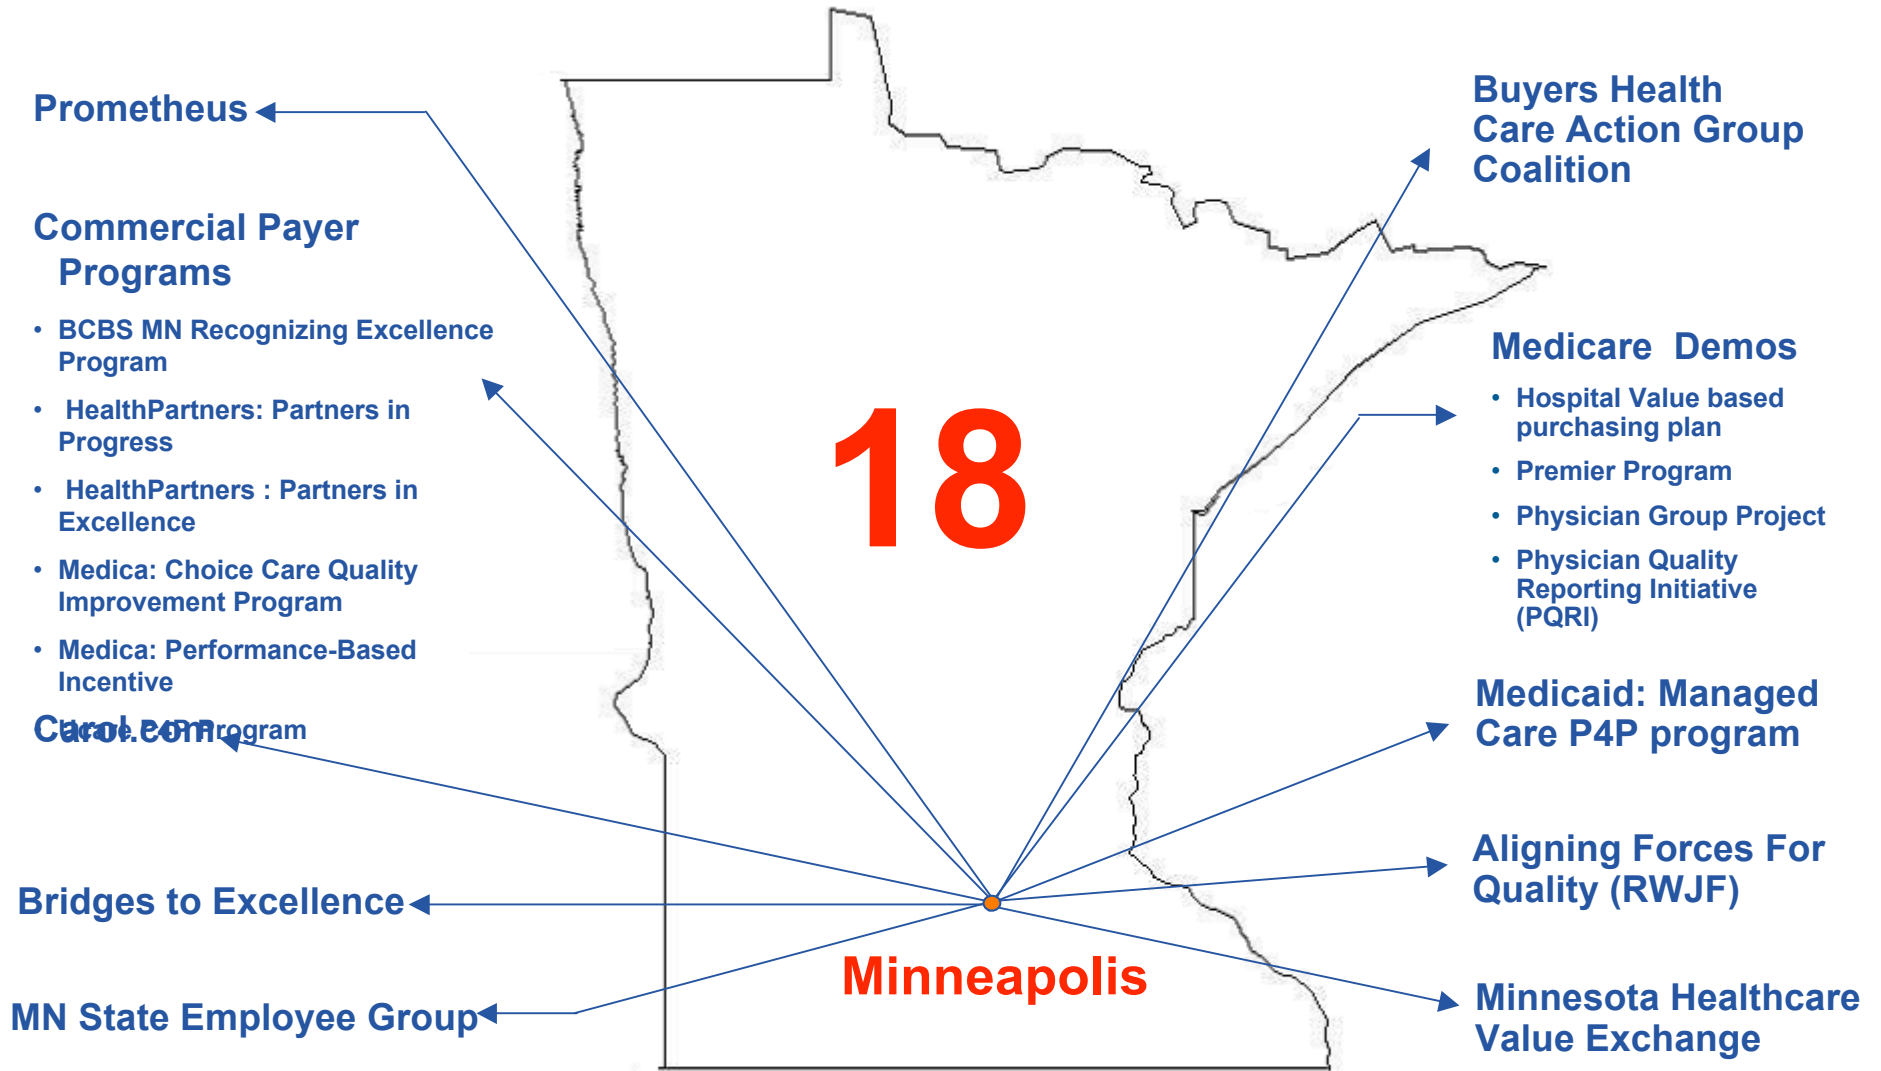 Prometheus
Commercial Payer
Programs
• BCBS MN Recognizing Excellence
Program
• HealthPartners: Partners in
Progress
• HealthPartners : Partners in
Excellence
• Medica: Choice Care Quality
Improvement Program
• Medica: Performance-Based
Incentive
• Ucare P4P Program
Carol.com
Bridges to Excellence
MN State Employee Group
18
Minneapolis
Buyers Health
Care Action Group
Coalition
Medicare Demos
• Hospital Value based
purchasing plan
• Premier Program
• Physician Group Project
• Physician Quality
Reporting Initiative
(PQRI)
Medicaid: Managed
Care P4P program
Aligning Forces For
Quality (RWJF)
Minnesota Healthcare
Value Exchange